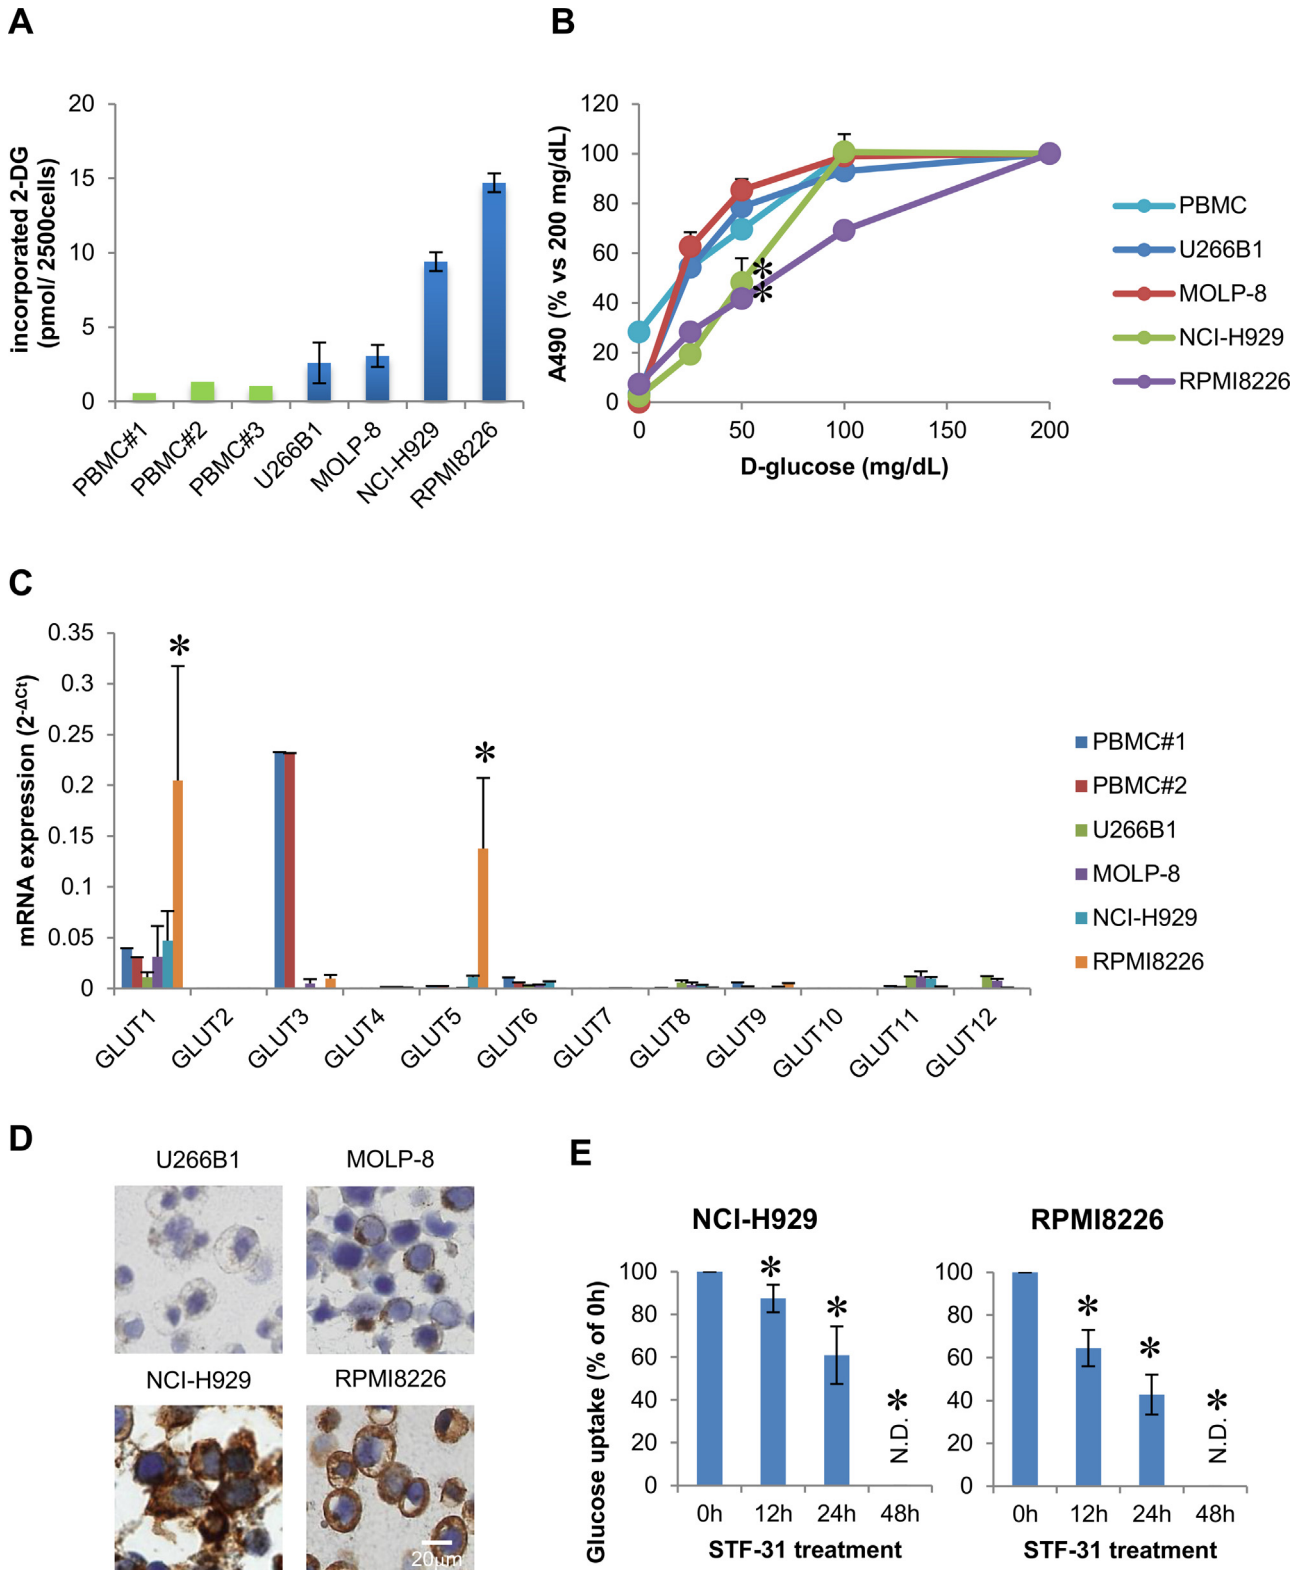 A
incorporated 2-DG
(pmol/ 2500cells)
20
15
10
5
0
PBMC#1
PBMC#2
PBMC#3
U266B1
MOLP-8
NCI-H929
RPMI8226
B
A490 (% vs 200 mg/dL)
120
100
80
60
40
20
0
*
*
0 50 100 150 200
D-glucose (mg/dL)
PBMC
U266B1
MOLP-8
NCI-H929
RPMI8226
C
mRNA expression (2-ΔCt)
0.35
0.3
0.25
0.2
0.15
0.1
0.05
0
*
*
GLUT1
GLUT2
GLUT3
GLUT4
GLUT5
GLUT6
GLUT7
GLUT8
GLUT9
GLUT10
GLUT11
GLUT12
PBMC#1
PBMC#2
U266B1
MOLP-8
NCI-H929
RPMI8226
D
U266B1 MOLP-8
NCI-H929 RPMI8226
20μm
E
Glucose uptake (% of 0h)
NCI-H929
100
80
60
40
20
0
*
*
*
N.D.
0h 12h 24h 48h
STF-31 treatment
RPMI8226
100
80
60
40
20
0
*
*
*
N.D.
0h 12h 24h 48h
STF-31 treatment